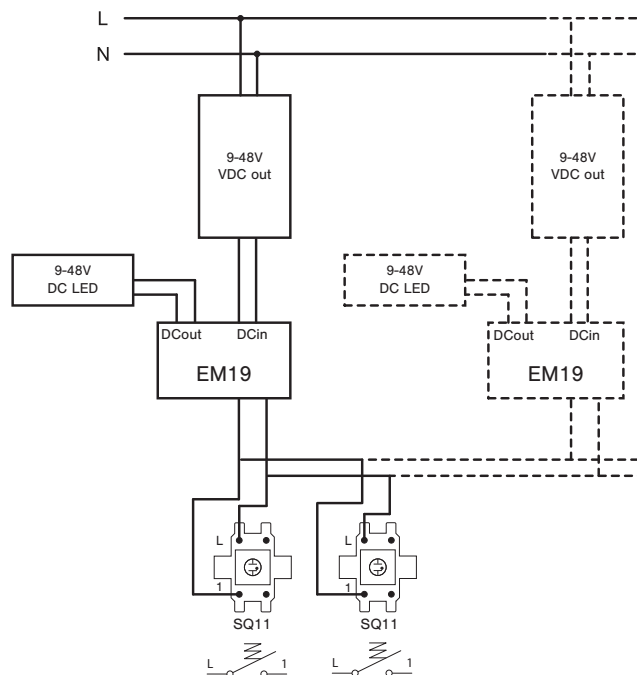 L
N
9-48V
VDC out
9-48V
VDC out
9-48V
DC LED
9-48V
DC LED
DCout DCin
EM19
DCout DCin
EM19
L
1
L
1
SQ11
SQ11
L 1
L 1